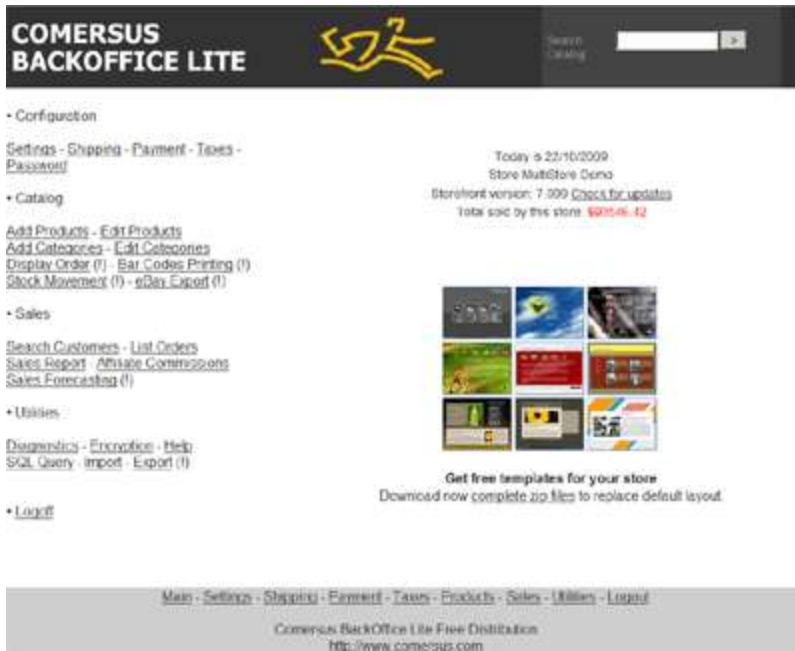 COMERSUS
BACKOFFICE LITE
Search
Catalog
>
• Configuration
Settings - Shipping - Payment - Taxes -
Password
• Catalog
Add Products - Edit Products
Add Categories - Edit Categories
Display Order (!) - Bar Codes Printing (!)
Stock Movement (!) - eBay Export (!)
• Sales
Search Customers - List Orders
Sales Report - Affiliate Commissions
Sales Forecasting (!)
• Utilities
Diagnostics - Encryption - Help
SQL Query - Import - Export (!)
• Logoff
Today is 22/10/2009
Store MultiStore Demo
Storefront version: 7.000 Check for updates
Total sold by this store:
Get free templates for your store
Download now complete zip files to replace default layout
Main - Settings - Shipping - Payment - Taxes - Products - Sales - Utilities - Logout
Comersus BackOffice Lite Free Distribution
http://www.comersus.com